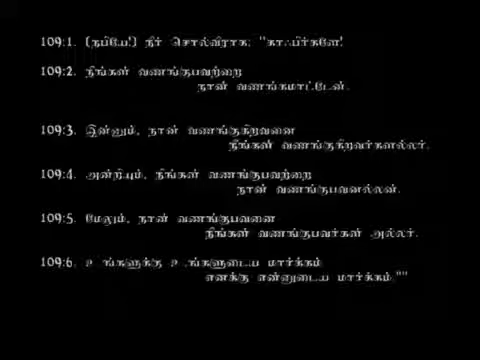 109:1. (நபியே!) நீர் சொல்வீராக: "காஃபிர்களே!
109:2. நீங்கள் வணங்குபவற்றை
நான் வணங்கமாட்டேன்.
109:3. இன்னும், நான் வணங்குகிறவனை
நீங்கள் வணங்குகிறவர்களல்லர்.
109:4. அன்றியும், நீங்கள் வணங்குபவற்றை
நான் வணங்குபவனல்லன்.
109:5. மேலும், நான் வணங்குபவனை
நீங்கள் வணங்குபவர்கள் அல்லர்.
109:6. உங்களுக்கு உங்களுடைய மார்க்கம்
எனக்கு என்னுடைய மார்க்கம்.""